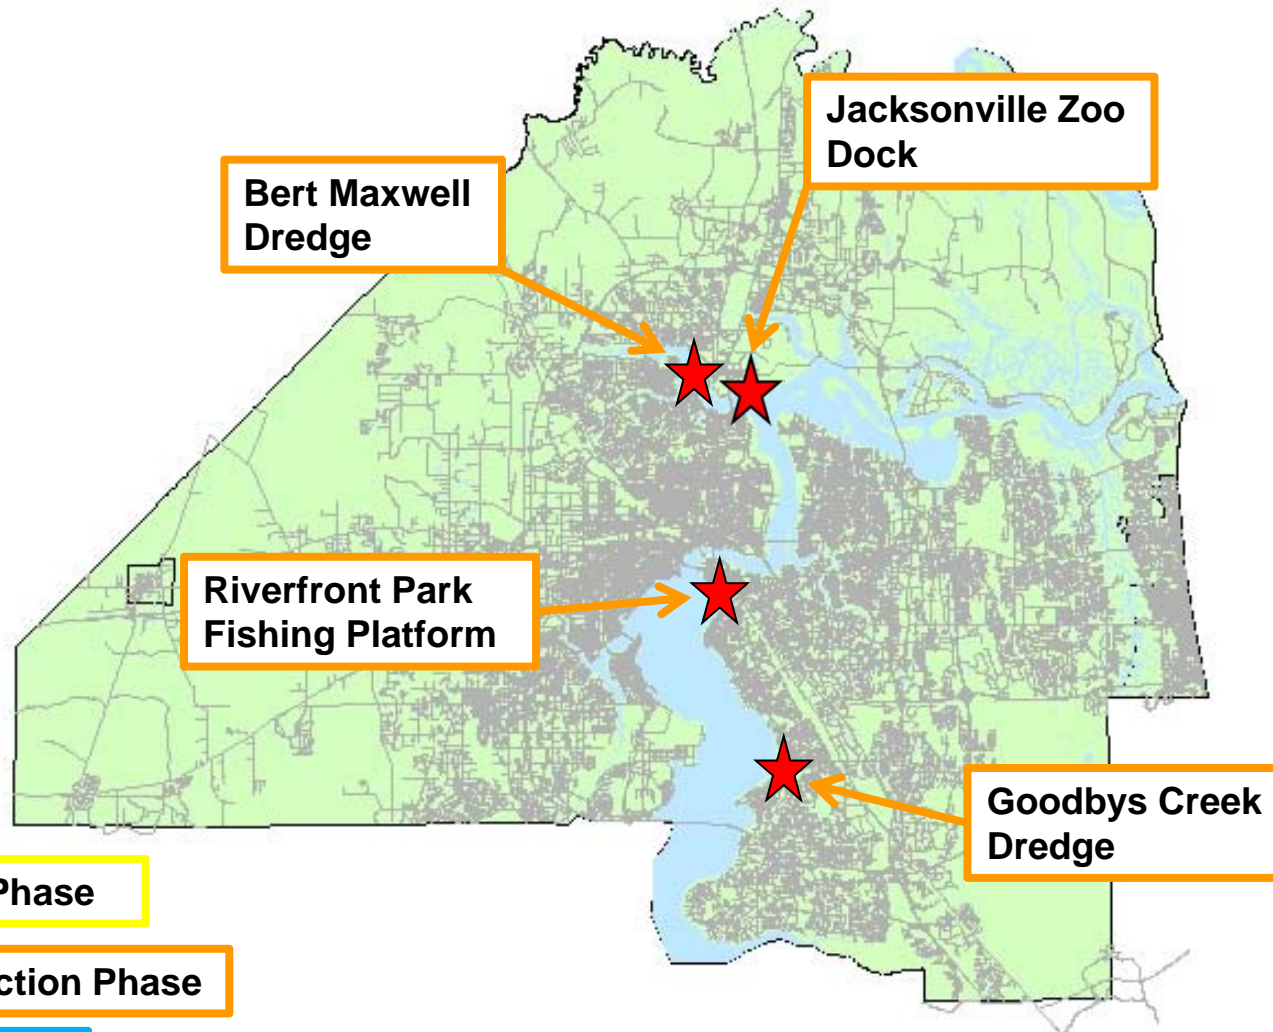 Jacksonville Zoo
Dock
Bert Maxwell
Dredge
Riverfront Park
Fishing Platform
Goodbys Creek
Dredge
Phase
ction Phase